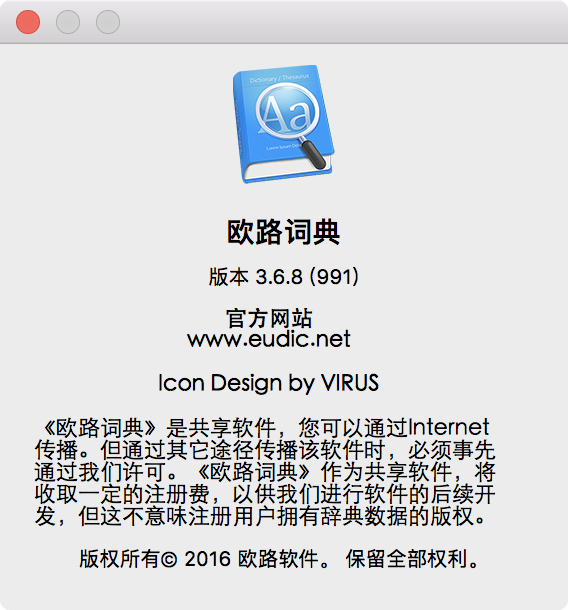 Dictionary / Thesaurus
Aa
欧路词典
版本 3.6.8 (991)
官方网站
www.eudic.net
Icon Design by VIRUS
《欧路词典》是共享软件，您可以通过Internet
传播。但通过其它途径传播该软件时，必须事先
通过我们许可。《欧路词典》作为共享软件，将
收取一定的注册费，以供我们进行软件的后续开
发，但这不意味注册用户拥有辞典数据的版权。
版权所有© 2016 欧路软件。 保留全部权利。